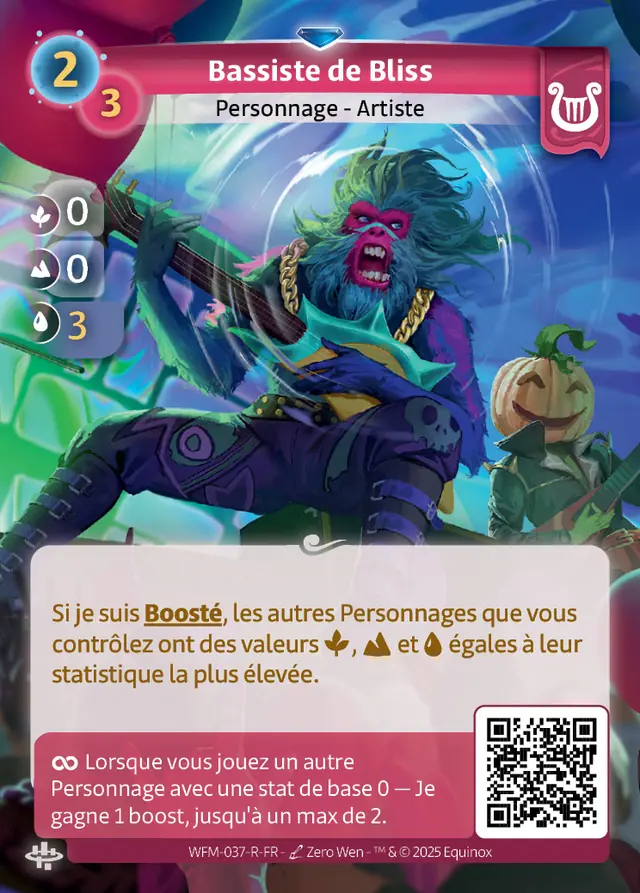 2
3
Bassiste de Bliss
Personnage - Artiste
0
0
3
Si je suis Boosté, les autres Personnages que vous
contrôlez ont des valeurs , et égales à leur
statistique la plus élevée.
Lorsque vous jouez un autre
Personnage avec une stat de base 0 — Je
gagne 1 boost, jusqu'à un max de 2.
WFM-037-R-FR - Zero Wen - ™ & © 2025 Equinox